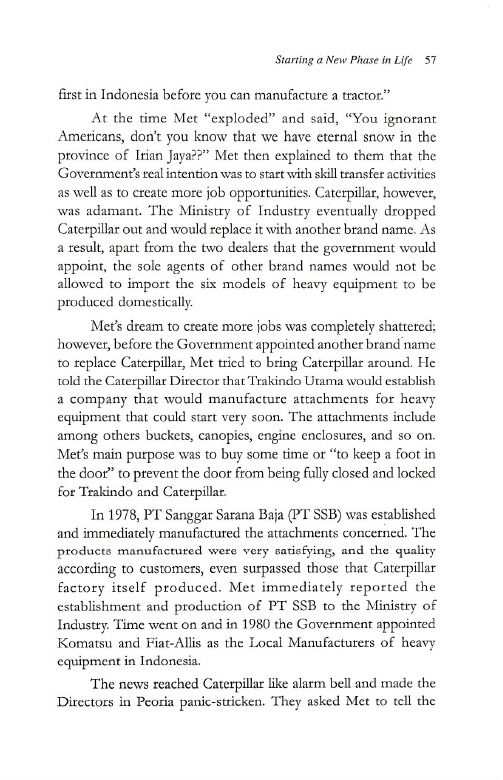 Starting a New Phase in Life 57
first in Indonesia before you can manufacture a tractor.”
At the time Met “exploded” and said, “You ignorant
Americans, don’t you know that we have eternal snow in the
province of Irian Jaya??” Met then explained to them that the
Government’s real intention was to start with skill transfer activities
as well as to create more job opportunities. Caterpillar, however,
was adamant. The Ministry of Industry eventually dropped
Caterpillar out and would replace it with another brand name. As
a result, apart from the two dealers that the government would
appoint, the sole agents of other brand names would not be
allowed to import the six models of heavy equipment to be
produced domestically.
Met’s dream to create more jobs was completely shattered;
however, before the Government appointed another brand name
to replace Caterpillar, Met tried to bring Caterpillar around. He
told the Caterpillar Director that Trakindo Utama would establish
a company that would manufacture attachments for heavy
equipment that could start very soon. The attachments include
among others buckets, canopies, engine enclosures, and so on.
Met’s main purpose was to buy some time or “to keep a foot in
the door” to prevent the door from being fully closed and locked
for Trakindo and Caterpillar.
In 1978, PT Sanggar Sarana Baja (PT SSB) was established
and immediately manufactured the attachments concerned. The
products manufactured were very satisfying, and the quality
according to customers, even surpassed those that Caterpillar
factory itself produced. Met immediately reported the
establishment and production of PT SSB to the Ministry of
Industry. Time went on and in 1980 the Government appointed
Komatsu and Fiat-Allis as the Local Manufacturers of heavy
equipment in Indonesia.
The news reached Caterpillar like alarm bell and made the
Directors in Peoria panic-stricken. They asked Met to tell the